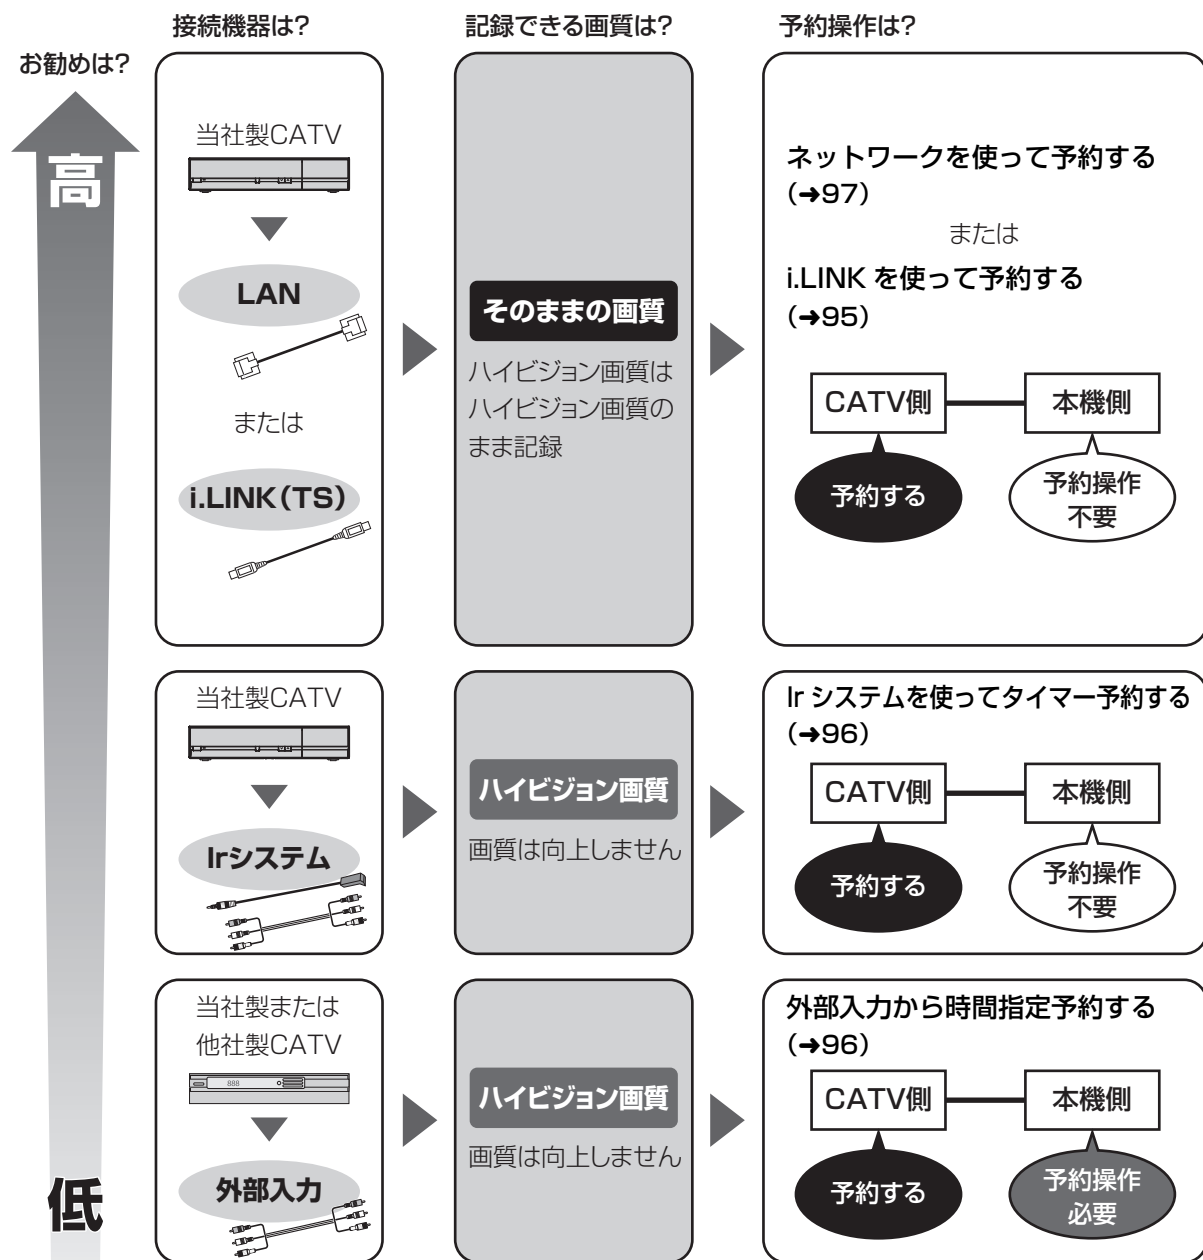 接続機器は?
記録できる画質は?
予約操作は?
お勧めは?
高
当社製CATV
LAN
または
i.LINK(TS)
そのままの画質
ハイビジョン画質は
ハイビジョン画質の
まま記録
ネットワークを使って予約する
(➔97)
または
i.LINK を使って予約する
(➔95)
CATV側
本機側
予約する
予約操作
不要
当社製CATV
Irシステム
ハイビジョン画質
画質は向上しません
Ir システムを使ってタイマー予約する
(➔96)
CATV側
本機側
予約する
予約操作
不要
低
当社製または
他社製CATV
888
外部入力
ハイビジョン画質
画質は向上しません
外部入力から時間指定予約する
(➔96)
CATV側
本機側
予約する
予約操作
必要